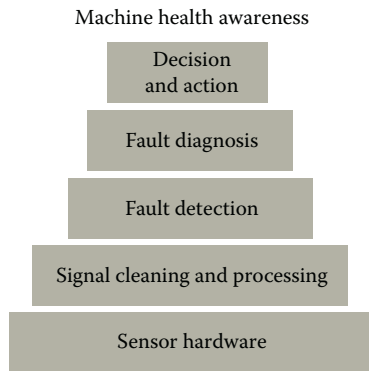 Machine health awareness
Decision
and action
Fault diagnosis
Fault detection
Signal cleaning and processing
Sensor hardware